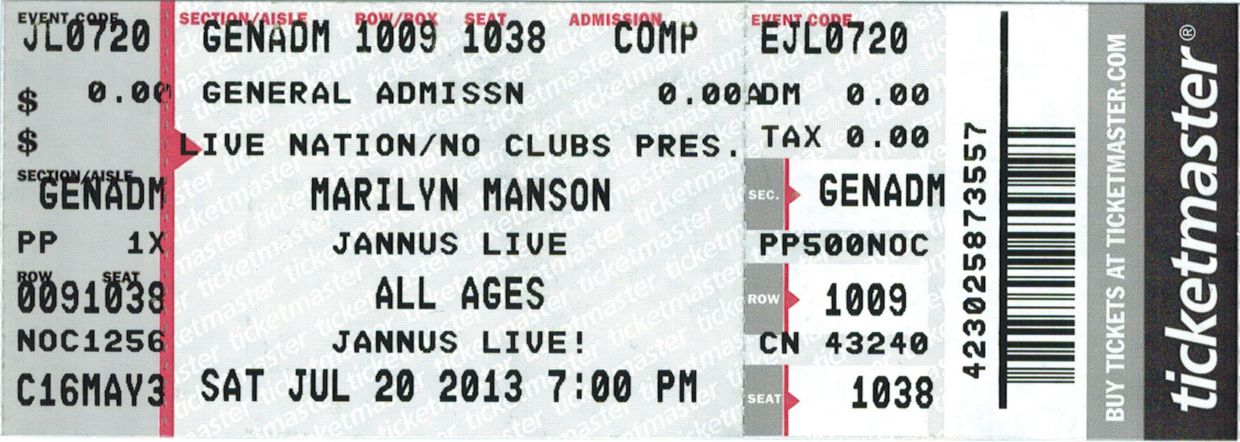 EVENT CODE
JL0720
$ 0.00
$
SECTION/AISLE
GENADM
PP 1X
ROW SEAT
0091038
NOC1256
C16MAY3
SECTION/AISLE ROW/BOX SEAT ADMISSION
GENADM 1009 1038 COMP
GENERAL ADMISSN 0.00
LIVE NATION/NO CLUBS PRES.
MARILYN MANSON
JANNUS LIVE
ALL AGES
JANNUS LIVE!
SAT JUL 20 2013 7:00 PM
EVENT CODE
EJL0720
ADM 0.00
TAX 0.00
SEC. GENADM
PP500NOC
ROW 1009
CN 43240
SEAT 1038
423025873557
BUY TICKETS AT TICKETMASTER.COM
ticketmaster®